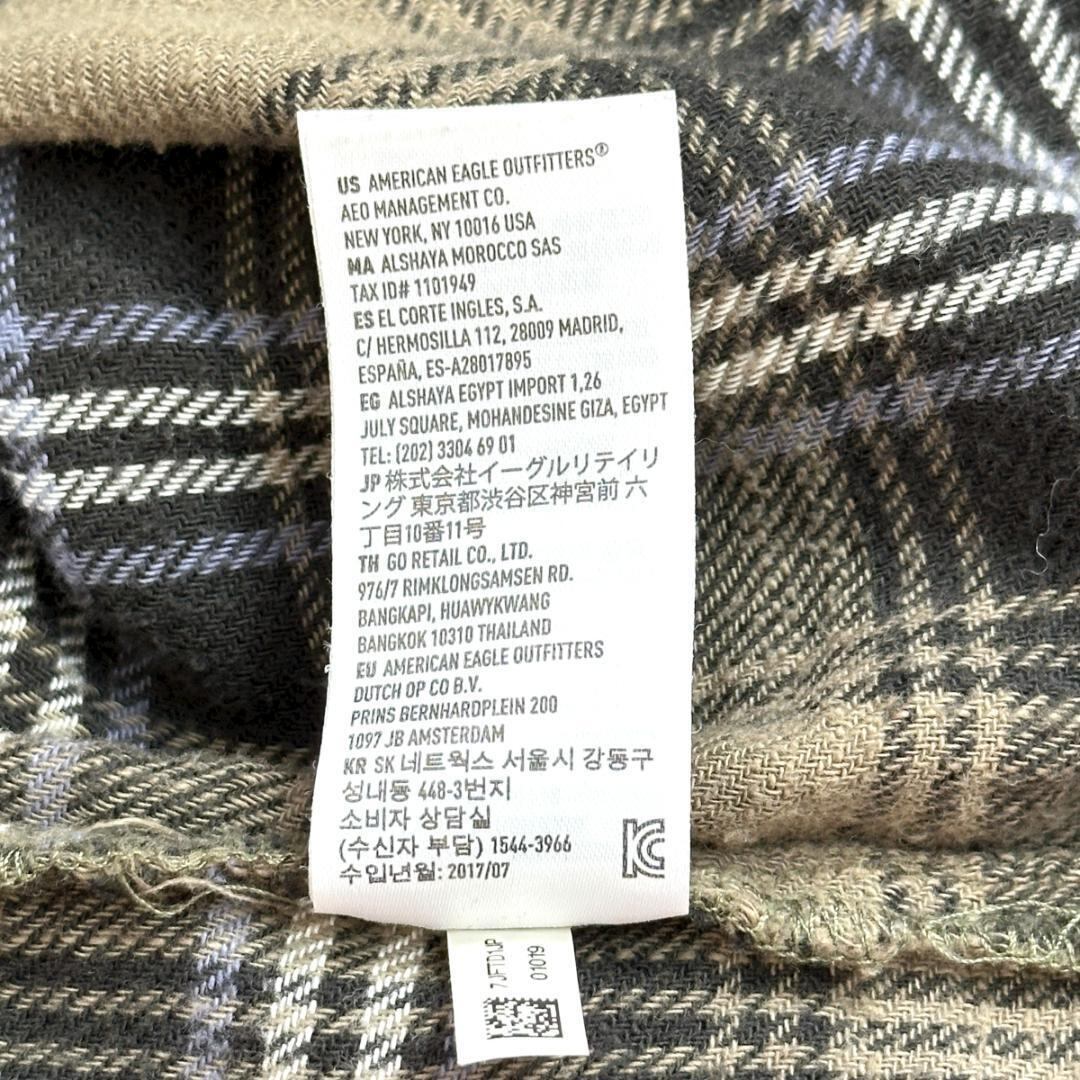 US AMERICAN EAGLE OUTFITTERS®
AEO MANAGEMENT CO.
NEW YORK, NY 10016 USA
MA ALSHAYA MOROCCO SAS
TAX ID# 1101949
ES EL CORTE INGLES, S.A.
C/ HERMOSILLA 112, 28009 MADRID,
ESPAÑA, ES-A28017895
EG ALSHAYA EGYPT IMPORT 1,26
JULY SQUARE, MOHANDESINE GIZA, EGYPT
TEL: (202) 3304 69 01
JP 株式会社イーグルリテイリ
ング 東京都渋谷区神宮前 六
丁目10番11号
TH GO RETAIL CO., LTD.
976/7 RIMKLONGSAMSEN RD.
BANGKAPI, HUAWYKWANG
BANGKOK 10310 THAILAND
EU AMERICAN EAGLE OUTFITTERS
DUTCH OP CO B.V.
PRINS BERNHARDPLEIN 200
1097 JB AMSTERDAM
KR SK 네트웍스 서울시 강동구
성내동 448-3번지
소비자 상담실
(수신자 부담) 1544-3966
수입년월: 2017/07
KC
01019